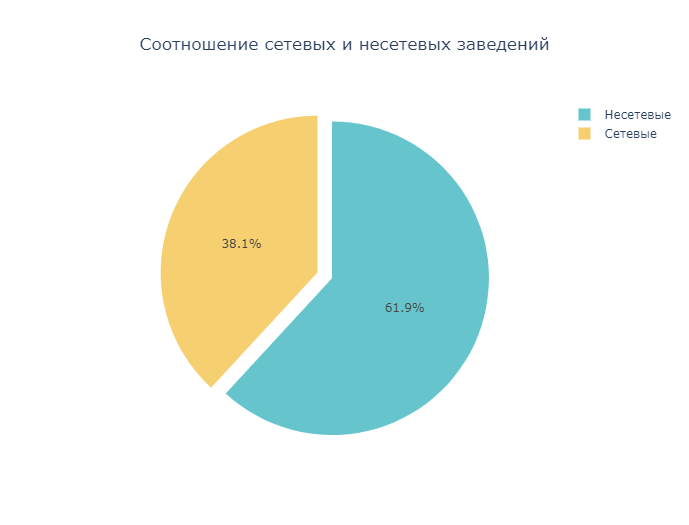 Соотношение сетевых и несетевых заведений
Несетевые
Сетевые
38.1%
61.9%